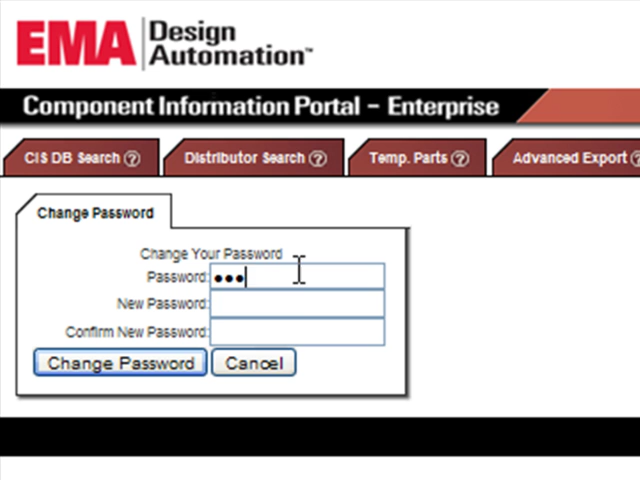 EMA Design Automation™
Component Information Portal – Enterprise
CIS DB Search ? Distributor Search ? Temp. Parts ? Advanced Export ?
Change Password
Change Your Password
Password: ●●●
New Password:
Confirm New Password:
Change Password Cancel